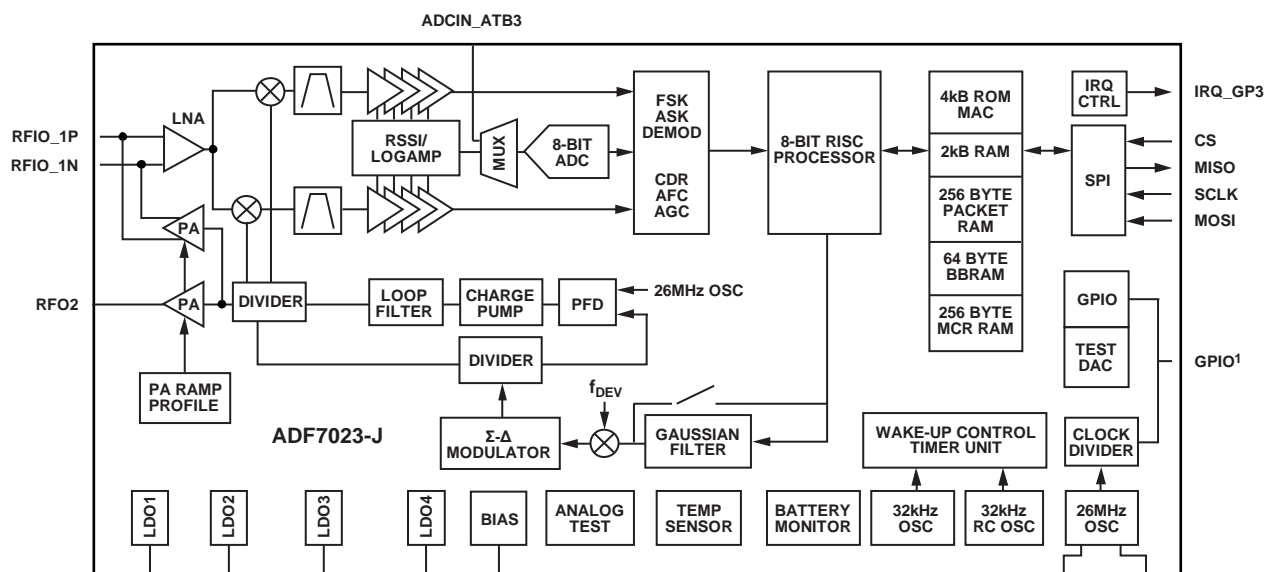 ADCIN_ATB3
RFIO_1P
RFIO_1N
LNA
RSSI/
LOGAMP
MUX
8-BIT
ADC
FSK
ASK
DEMOD
CDR
AFC
AGC
8-BIT RISC
PROCESSOR
4kB ROM
MAC
2kB RAM
256 BYTE
PACKET
RAM
64 BYTE
BBRAM
256 BYTE
MCR RAM
IRQ
CTRL
IRQ_GP3
SPI
CS
MISO
SCLK
MOSI
PA
PA
RFO2
DIVIDER
LOOP
FILTER
CHARGE
PUMP
PFD
26MHz OSC
DIVIDER
PA RAMP
PROFILE
GPIO
TEST
DAC
GPIO1
fDEV
ADF7023-J
Σ-Δ
MODULATOR
GAUSSIAN
FILTER
WAKE-UP CONTROL
TIMER UNIT
CLOCK
DIVIDER
LDO1
LDO2
LDO3
LDO4
BIAS
ANALOG
TEST
TEMP
SENSOR
BATTERY
MONITOR
32kHz
OSC
32kHz
RC OSC
26MHz
OSC